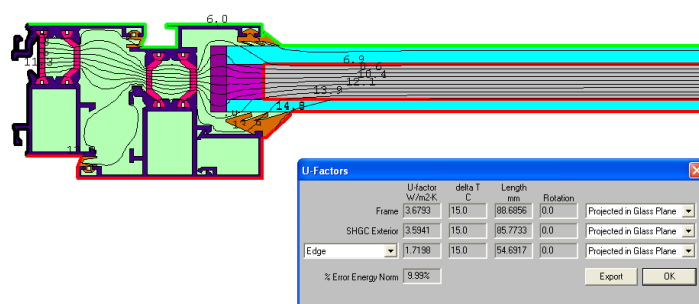 6.0
6.9
8.6
10.4
12.1
13.9
14.8
U-Factors
U-factor delta T Length
W/m2-K C mm Rotation
Frame 3.6793 15.0 88.6856 0.0 Projected in Glass Plane
SHGC Exterior 3.5941 15.0 85.7733 0.0 Projected in Glass Plane
Edge 1.7198 15.0 54.6917 0.0 Projected in Glass Plane
% Error Energy Norm 9.99% Export OK